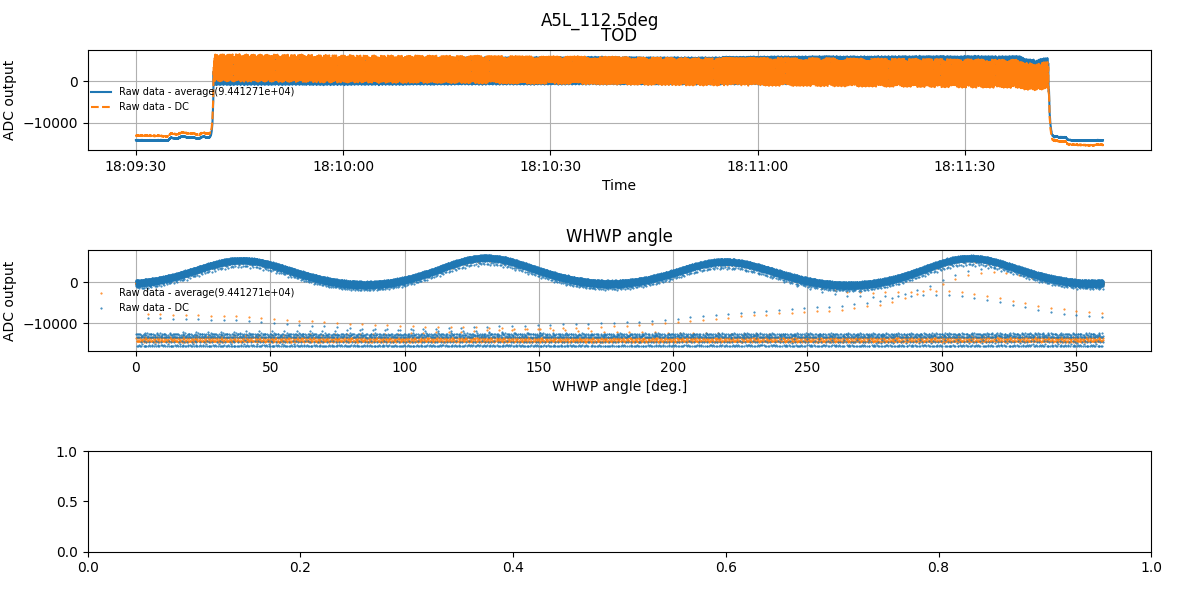 A5L_112.5deg
TOD
ADC output
0
−10000
Raw data - average(9.441271e+04)
Raw data - DC
18:09:30 18:10:00 18:10:30 18:11:00 18:11:30
Time
WHWP angle
ADC output
0
−10000
Raw data - average(9.441271e+04)
Raw data - DC
0 50 100 150 200 250 300 350
WHWP angle [deg.]
1.0
0.5
0.0
0.0 0.2 0.4 0.6 0.8 1.0